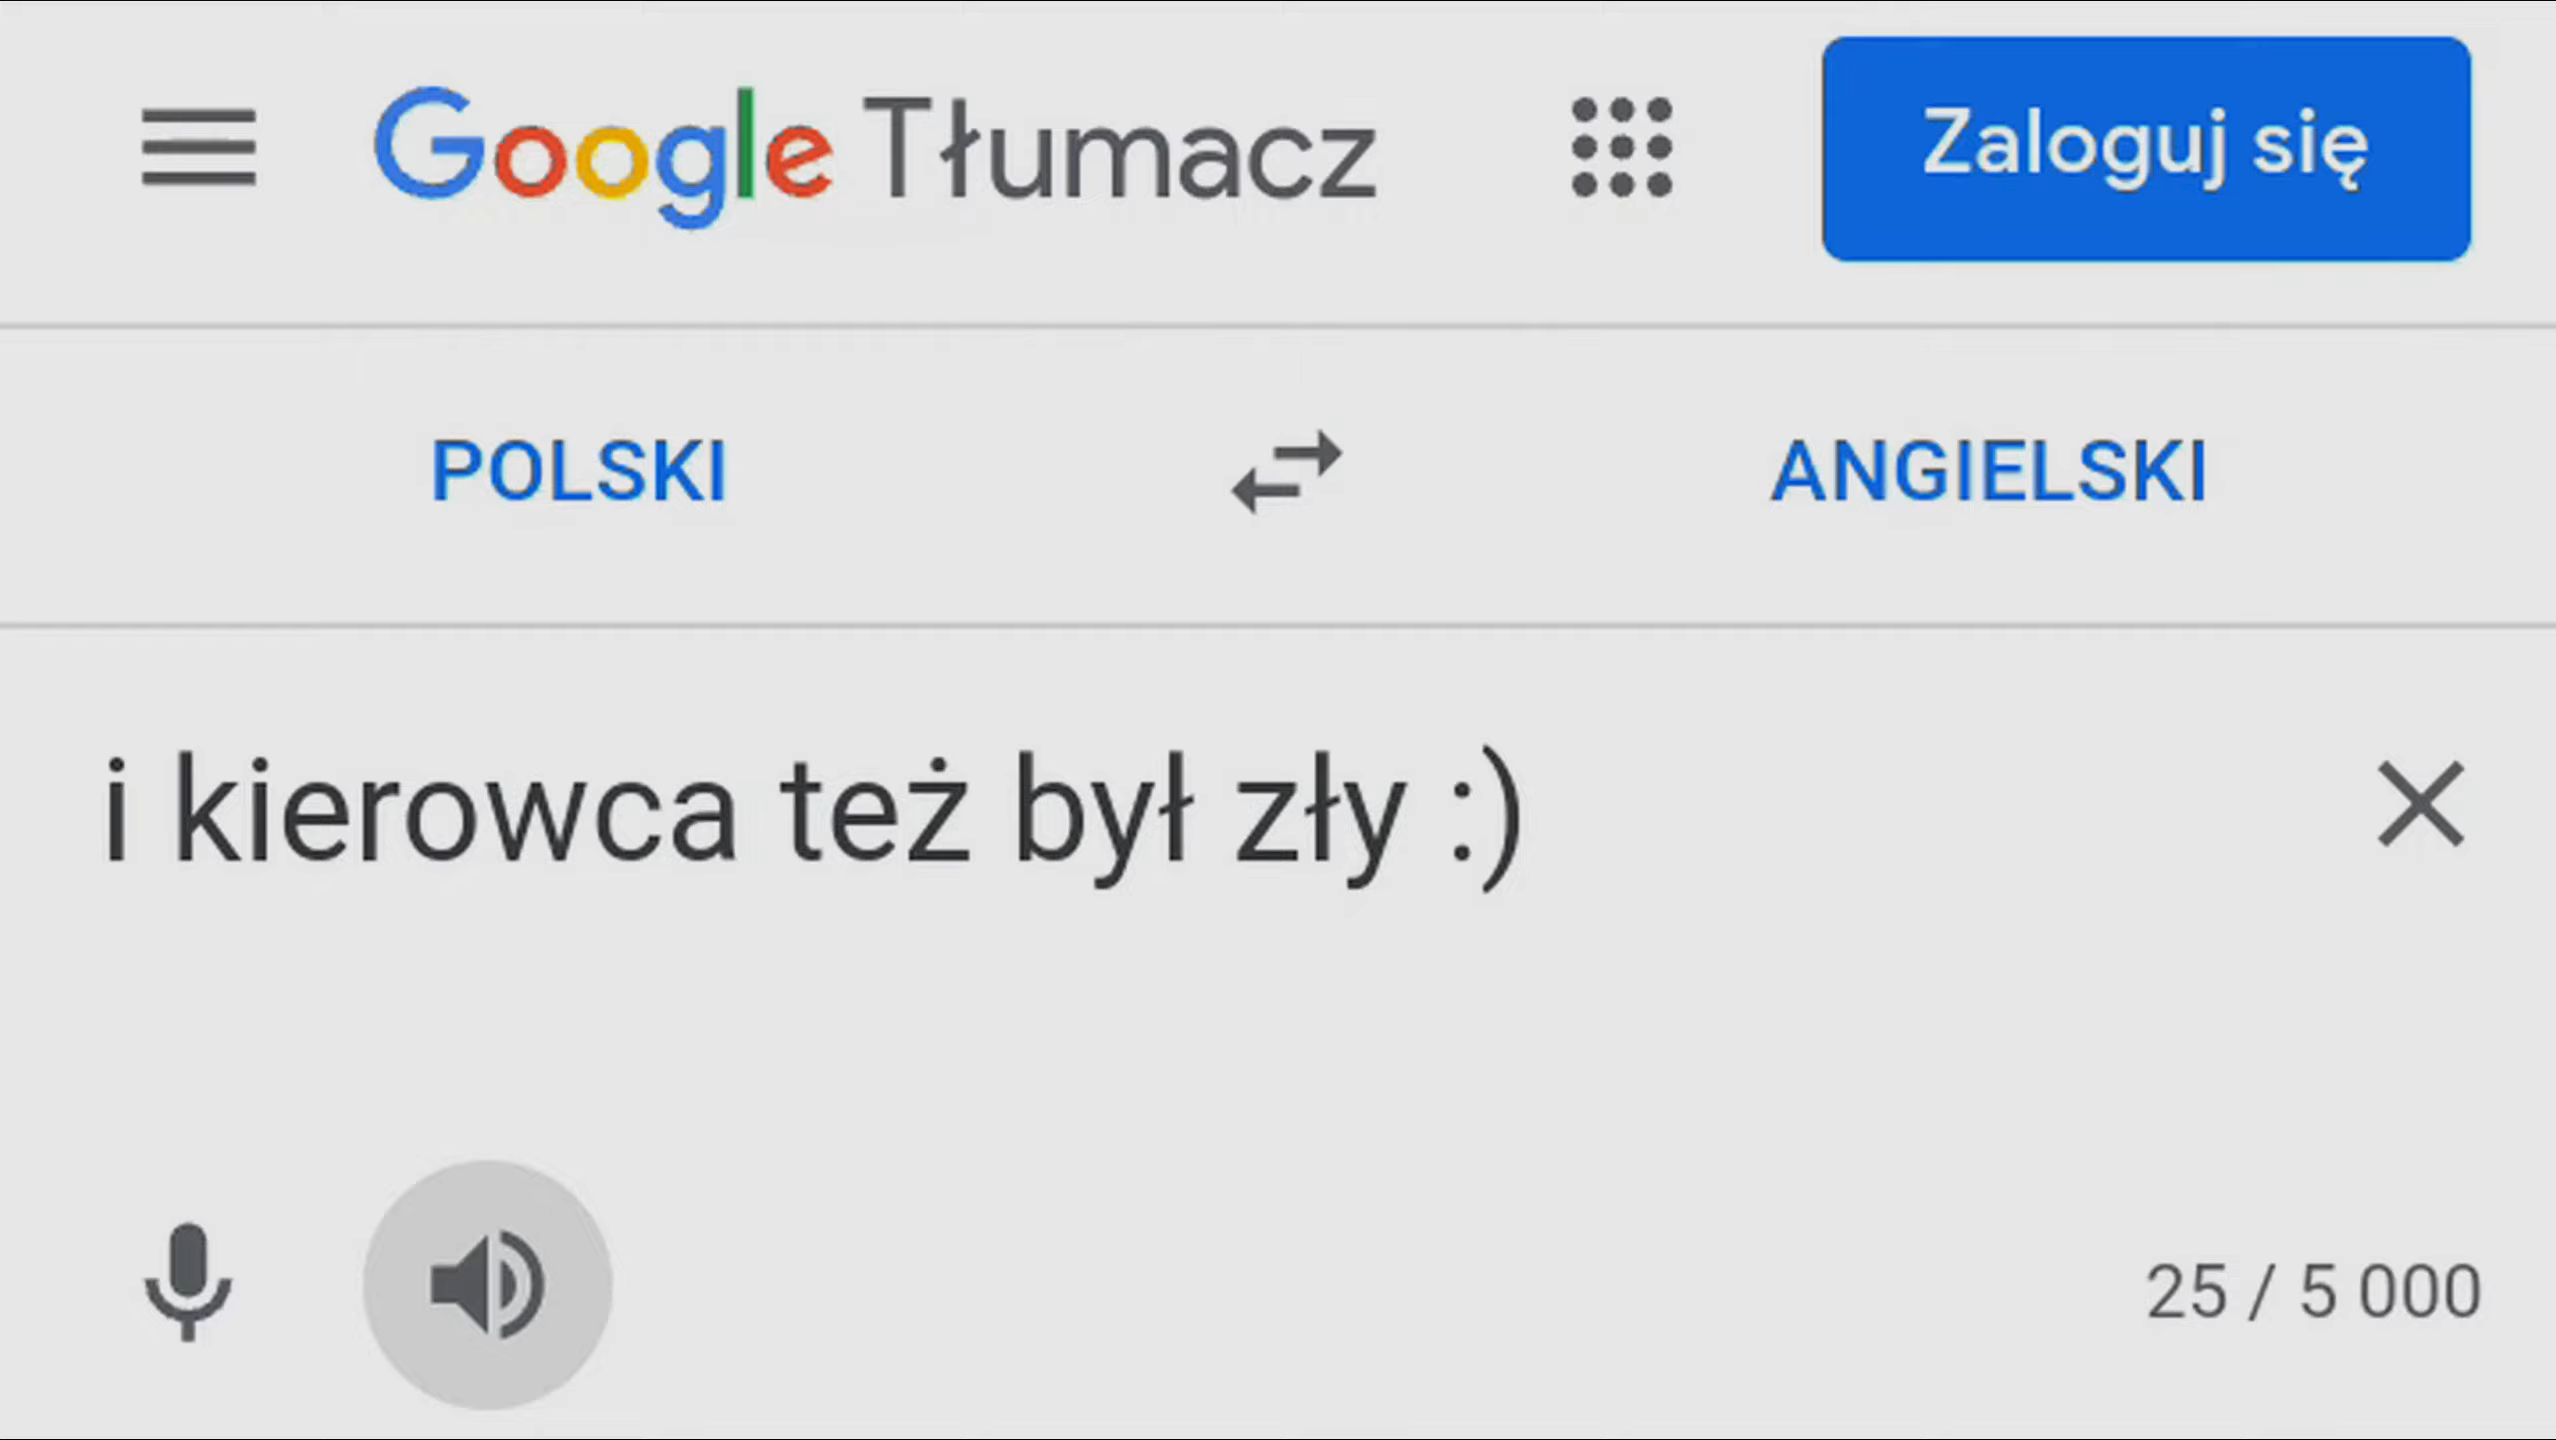 Google Tłumacz
Zaloguj się
POLSKI
ANGIELSKI
i kierowca też był zły :)
25 / 5 000